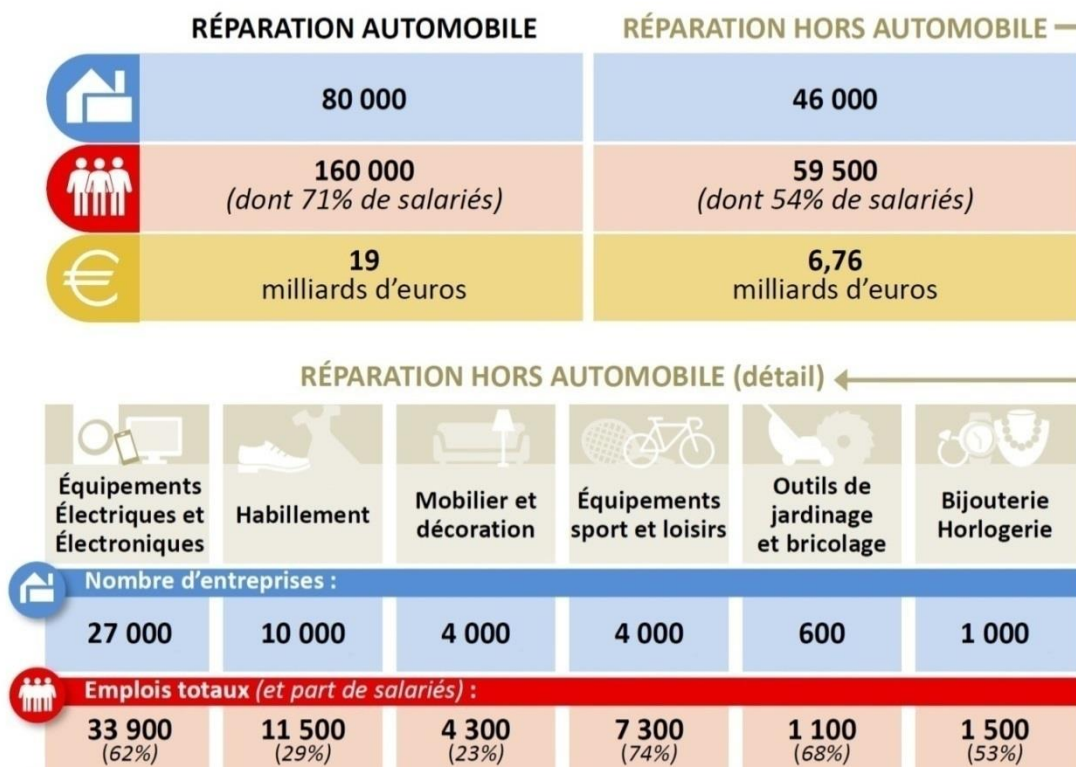 RÉPARATION AUTOMOBILE
RÉPARATION HORS AUTOMOBILE
80 000
46 000
160 000
(dont 71% de salariés)
59 500
(dont 54% de salariés)
€
19
milliards d'euros
6,76
milliards d'euros
RÉPARATION HORS AUTOMOBILE (détail)
Équipements
Électriques et
Électroniques
Habillement
Mobilier et
décoration
Équipements
sport et loisirs
Outils de
jardinage
et bricolage
Bijouterie
Horlogerie
Nombre d'entreprises :
27 000
10 000
4 000
4 000
600
1 000
Emplois totaux (et part de salariés) :
33 900
(62%)
11 500
(29%)
4 300
(23%)
7 300
(74%)
1 100
(68%)
1 500
(53%)